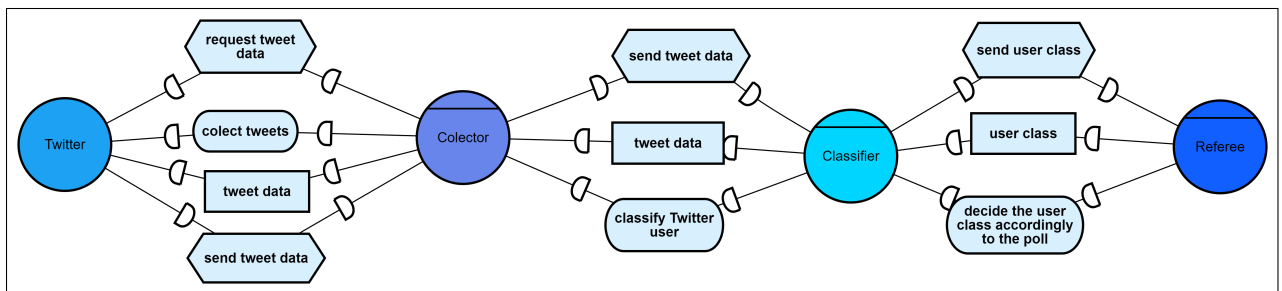 Twitter
request tweet
data
colect tweets
tweet data
send tweet data
Colector
send tweet data
tweet data
classify Twitter
user
Classifier
send user class
user class
decide the user
class accordingly
to the poll
Referee